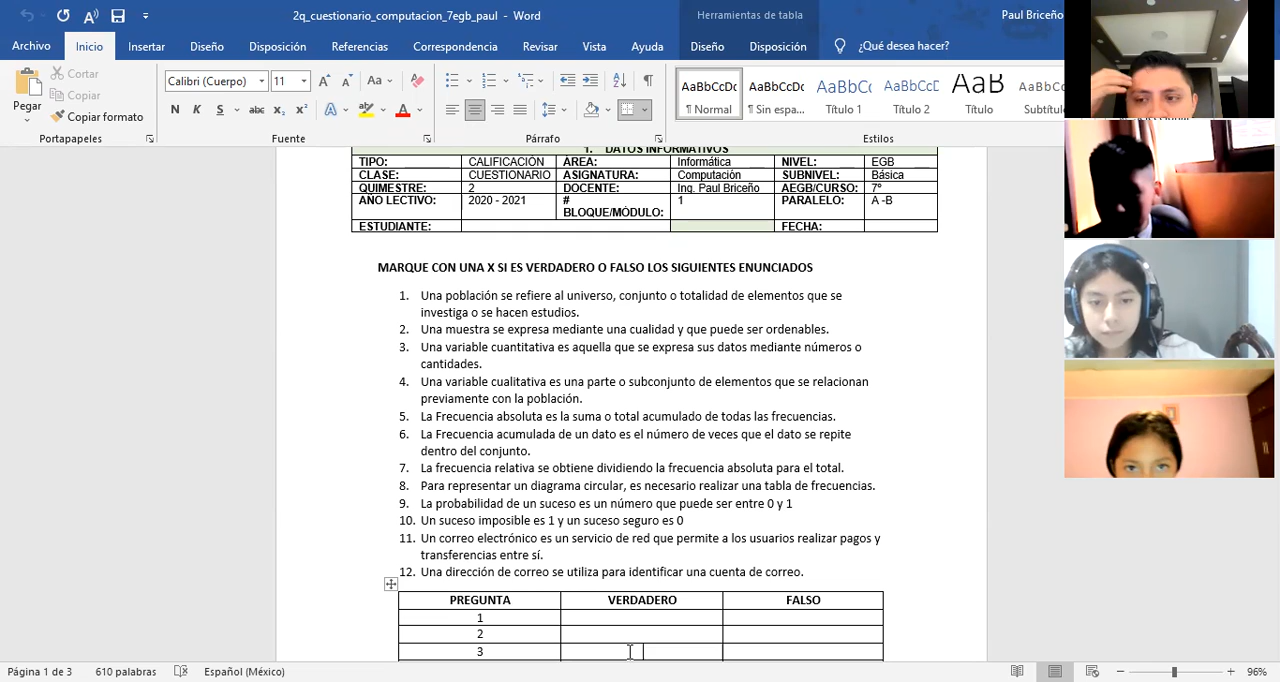 2q_cuestionario_computacion_7egb_paul - Word
Herramientas de tabla
Paul Briceño
Archivo Inicio Insertar Diseño Disposición Referencias Correspondencia Revisar Vista Ayuda Diseño Disposición ¿Qué desea hacer?
Pegar
Cortar
Copiar
Copiar formato
Portapapeles
Calibri (Cuerpo) 11
N K S abc x₂ x²
Fuente
Párrafo
AaBbCcDc AaBbCcDc AaBbC AaBbCcE AaB AaBbCc
¶ Normal ¶ Sin espa... Título 1 Título 2 Título Subtítu
Estilos
1. DATOS INFORMATIVOS
TIPO: CALIFICACIÓN ÁREA: Informática NIVEL: EGB
CLASE: CUESTIONARIO ASIGNATURA: Computación SUBNIVEL: Básica
QUIMESTRE: 2 DOCENTE: Ing. Paul Briceño AEGB/CURSO: 7º
AÑO LECTIVO: 2020 - 2021 # BLOQUE/MÓDULO: 1 PARALELO: A -B
ESTUDIANTE: FECHA:
MARQUE CON UNA X SI ES VERDADERO O FALSO LOS SIGUIENTES ENUNCIADOS
1. Una población se refiere al universo, conjunto o totalidad de elementos que se
investiga o se hacen estudios.
2. Una muestra se expresa mediante una cualidad y que puede ser ordenables.
3. Una variable cuantitativa es aquella que se expresa sus datos mediante números o
cantidades.
4. Una variable cualitativa es una parte o subconjunto de elementos que se relacionan
previamente con la población.
5. La Frecuencia absoluta es la suma o total acumulado de todas las frecuencias.
6. La Frecuencia acumulada de un dato es el número de veces que el dato se repite
dentro del conjunto.
7. La frecuencia relativa se obtiene dividiendo la frecuencia absoluta para el total.
8. Para representar un diagrama circular, es necesario realizar una tabla de frecuencias.
9. La probabilidad de un suceso es un número que puede ser entre 0 y 1
10. Un suceso imposible es 1 y un suceso seguro es 0
11. Un correo electrónico es un servicio de red que permite a los usuarios realizar pagos y
transferencias entre sí.
12. Una dirección de correo se utiliza para identificar una cuenta de correo.
PREGUNTA VERDADERO FALSO
1
2
3
Página 1 de 3 610 palabras Español (México) 96%